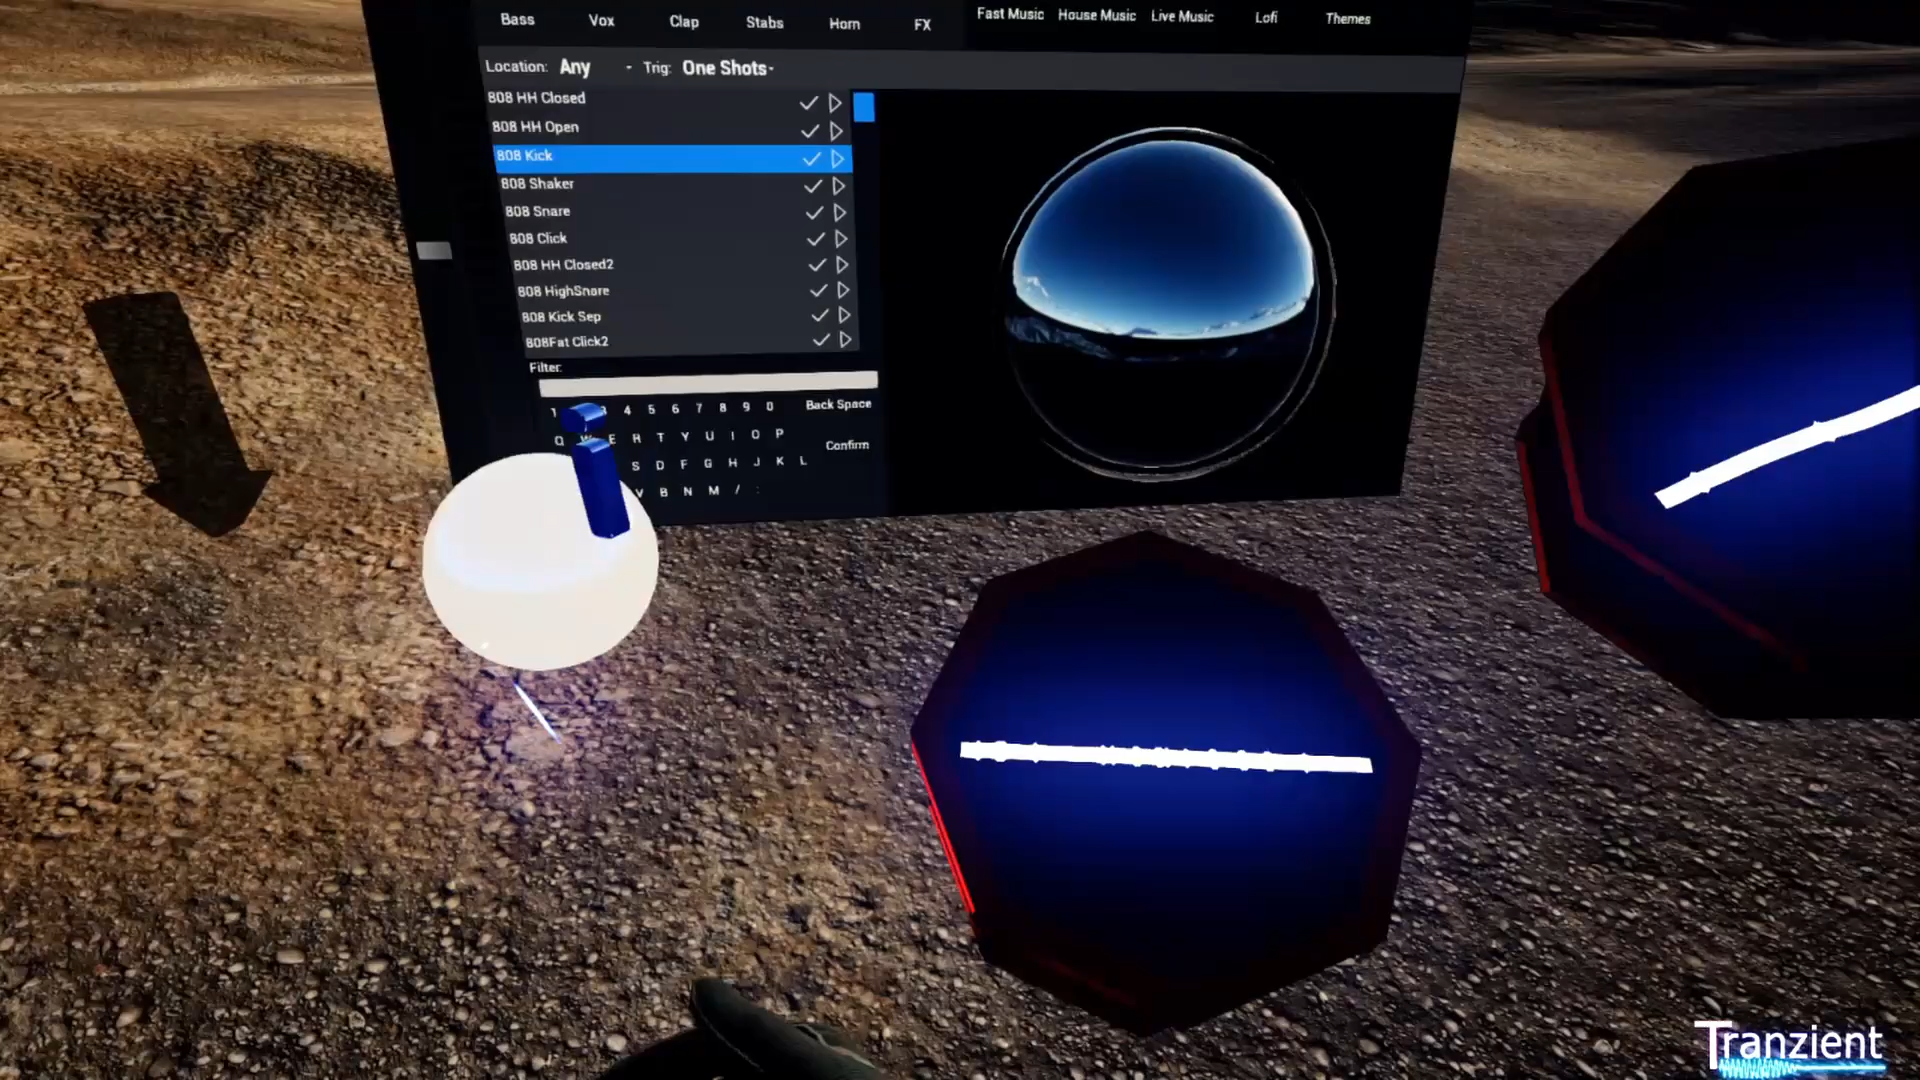 Bass Vox Clap Stabs Horn FX Fast Music House Music Live Music Lofi Themes
Location: Any - Trig: One Shots-
808 HH Closed
808 HH Open
808 Kick
808 Shaker
808 Snare
808 Click
808 HH Closed2
808 HighSnare
808 Kick Sep
808Fat Click2
Filter:
1 3 4 5 6 7 8 9 0 Back Space
Q W E R T Y U I O P
Confirm
S D F G H J K L
V B N M / :
Tranzient